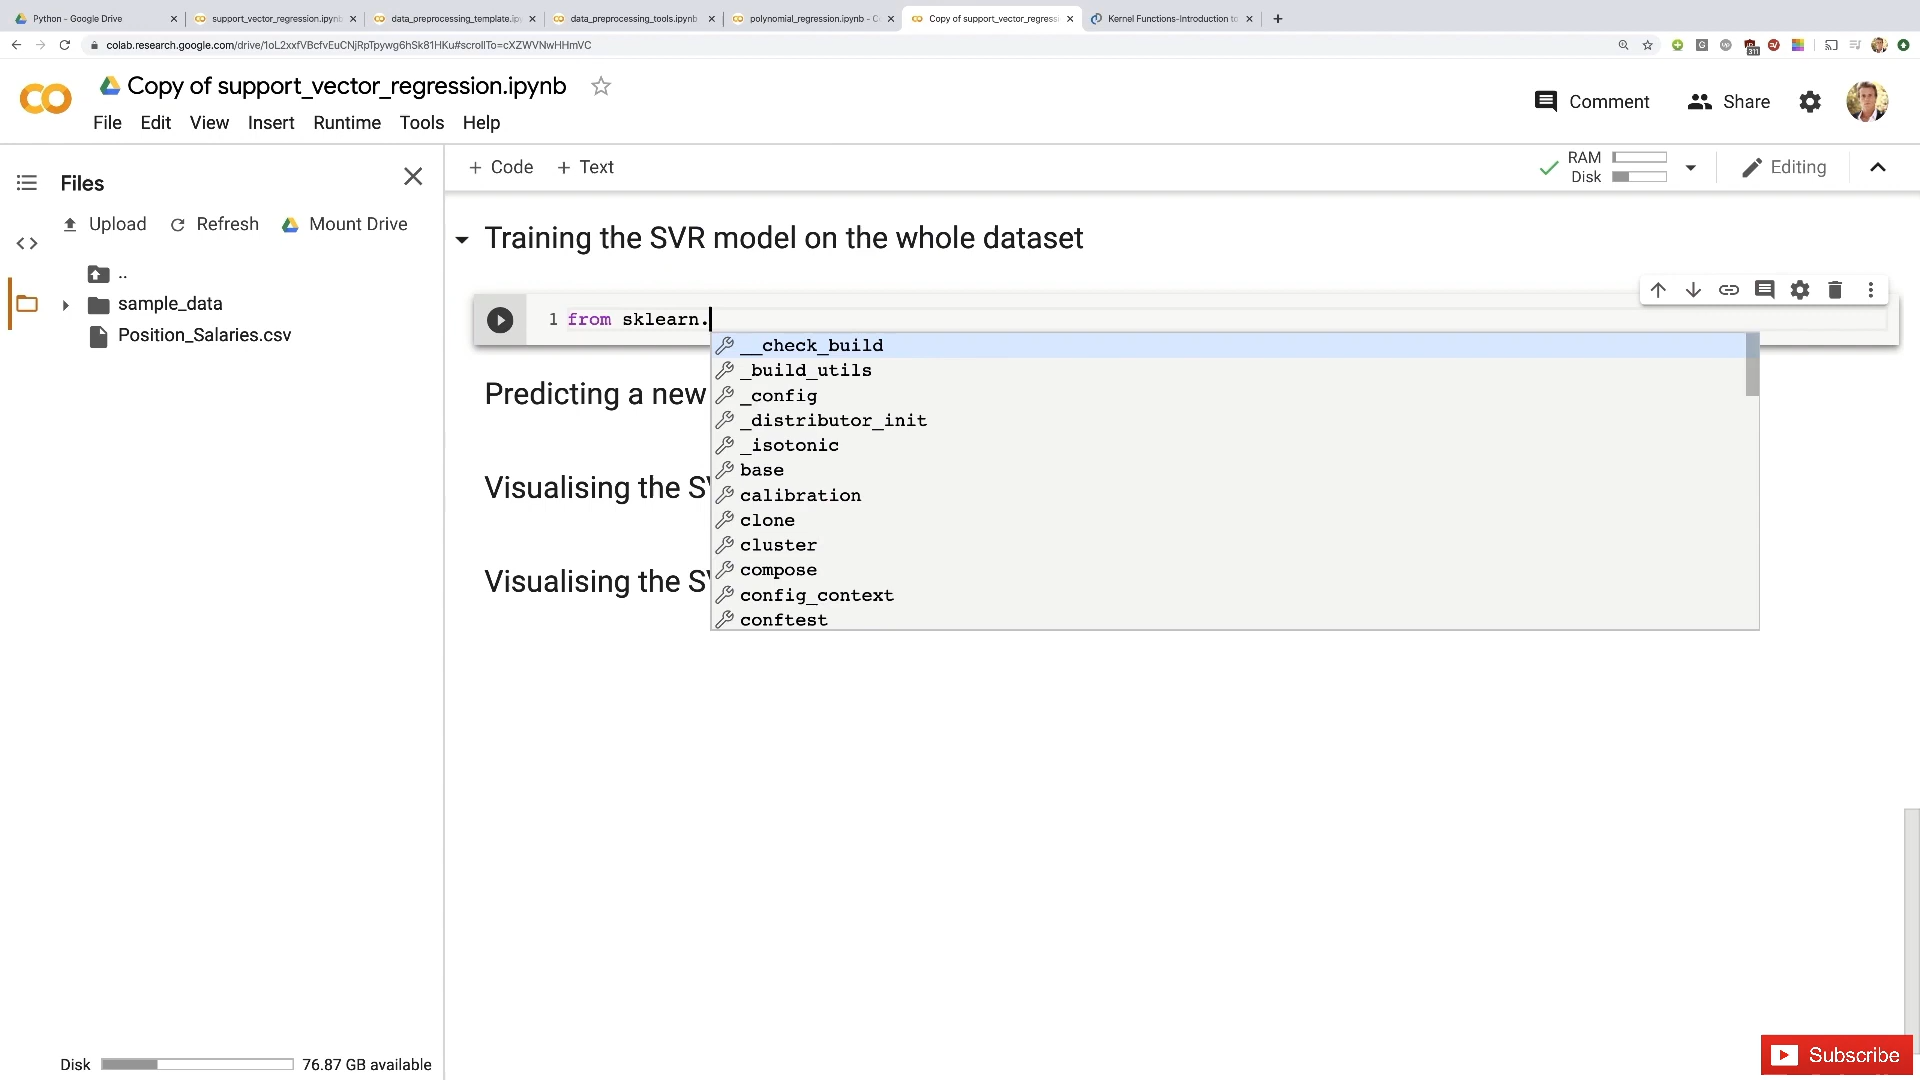 Python - Google Drive
support_vector_regression.ipynb
data_preprocessing_template.ip
data_preprocessing_tools.ipynb
polynomial_regression.ipynb - C
Copy of support_vector_regress
Kernel Functions-Introduction to
colab.research.google.com/drive/1oL2xxfVBcfvEuCNjRpTpywg6hSk81HKu#scrollTo=cXZWVNwHHmVC
311
Copy of support_vector_regression.ipynb
File Edit View Insert Runtime Tools Help
Comment
Share
Files
Upload
Refresh
Mount Drive
..
sample_data
Position_Salaries.csv
+ Code + Text
RAM
Disk
Editing
Training the SVR model on the whole dataset
1 from sklearn.
__check_build
_build_utils
_config
_distributor_init
_isotonic
base
calibration
clone
cluster
compose
config_context
conftest
Predicting a new
Visualising the SV
Visualising the SV
Disk 76.87 GB available
Subscribe